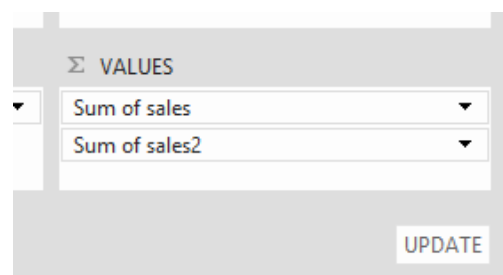 Σ VALUES
Sum of sales
Sum of sales2
UPDATE